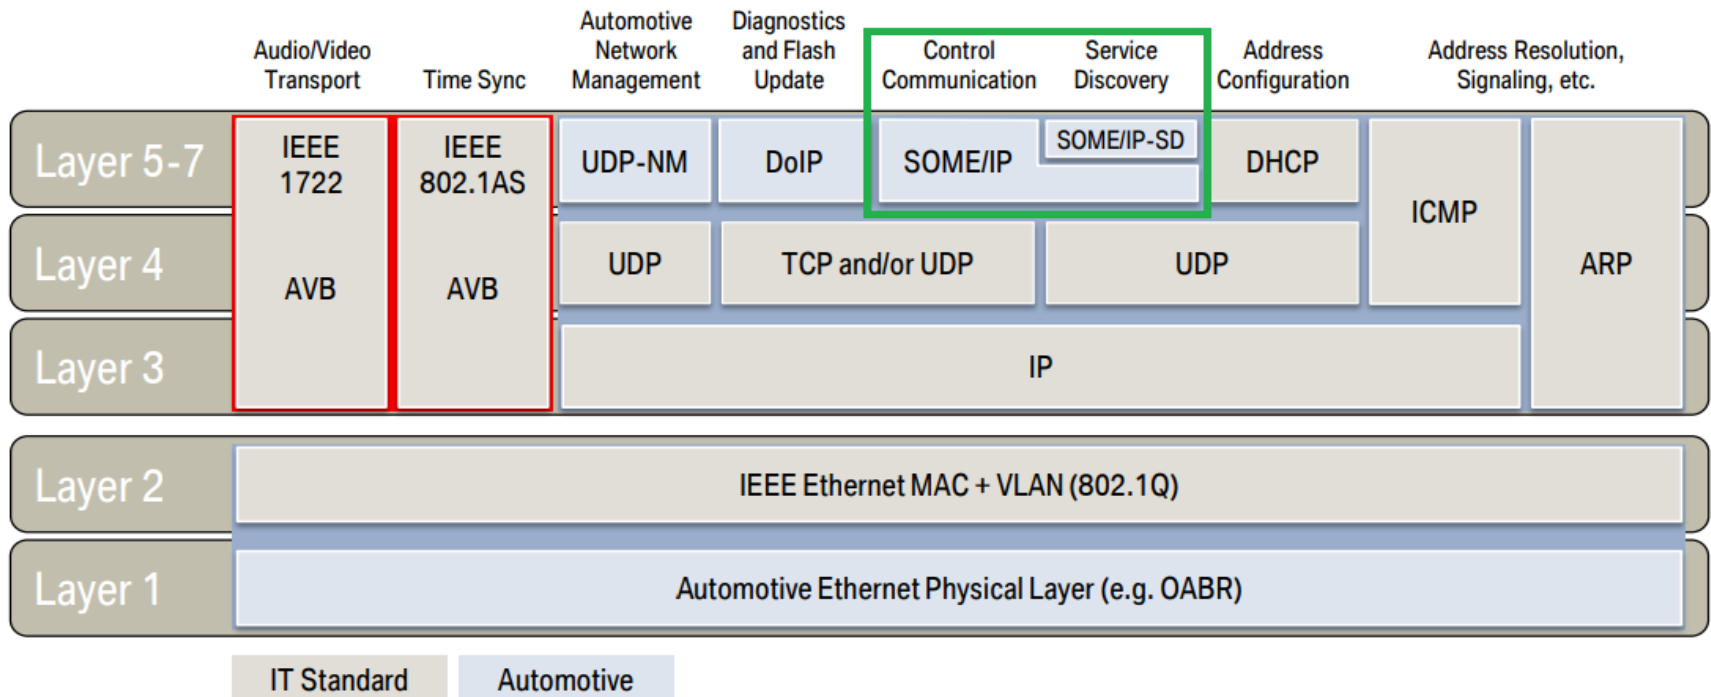 Audio/Video
Transport
Time Sync
Automotive
Network
Management
Diagnostics
and Flash
Update
Control
Communication
Service
Discovery
Address
Configuration
Address Resolution,
Signaling, etc.
Layer 5-7
IEEE
1722
IEEE
802.1AS
UDP-NM
DoIP
SOME/IP
SOME/IP-SD
DHCP
ICMP
ARP
Layer 4
AVB
AVB
UDP
TCP and/or UDP
UDP
Layer 3
IP
Layer 2
IEEE Ethernet MAC + VLAN (802.1Q)
Layer 1
Automotive Ethernet Physical Layer (e.g. OABR)
IT Standard
Automotive